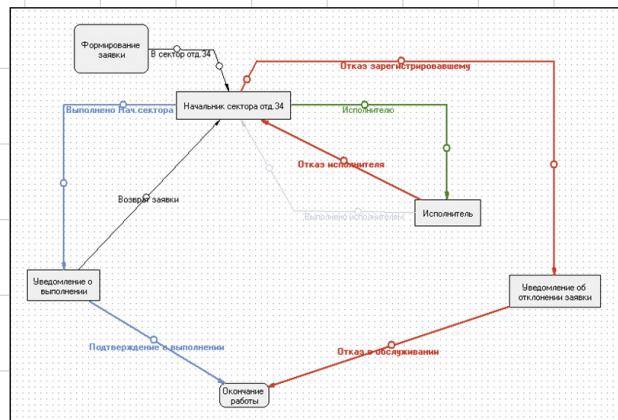 Формирование
заявки
В сектор отд.34
Отказ зарегистрировавшему
Начальник сектора отд.34
Выполнено Нач.сектора
Исполнителю
Отказ исполнителя
Возврат заявки
Исполнитель
Выполнено исполнителем
Уведомление о
выполнении
Уведомление об
отклонении заявки
Подтверждение о выполнении
Отказ в обслуживании
Окончание
работы